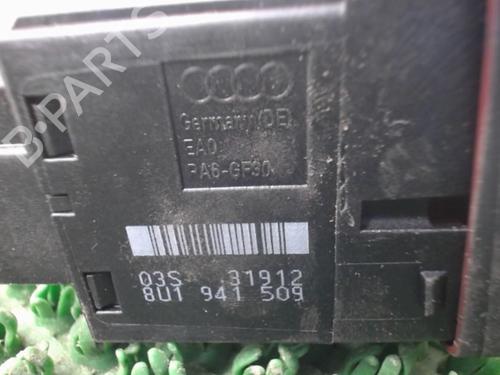 B-PARTS
Germany(DE)
EAO
PA6-GF30
03S 31912
8U1 941 509